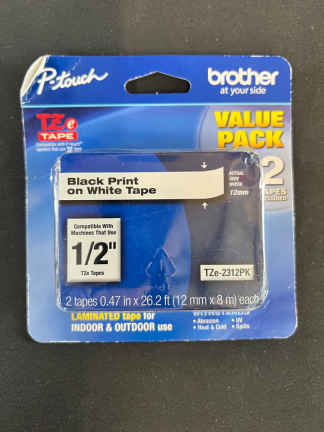 P-touch
brother
at your side
TZe
TAPE
VALUE
PACK
2
Black Print
on White Tape
12mm
Compatible With
Machines That Use
1/2"
TZe Tapes
TZe-2312PK
2 tapes 0.47 in x 26.2 ft (12 mm x 8 m) each
LAMINATED tape for
INDOOR & OUTDOOR use
• Abrasion • UV
• Heat & Cold • Spills